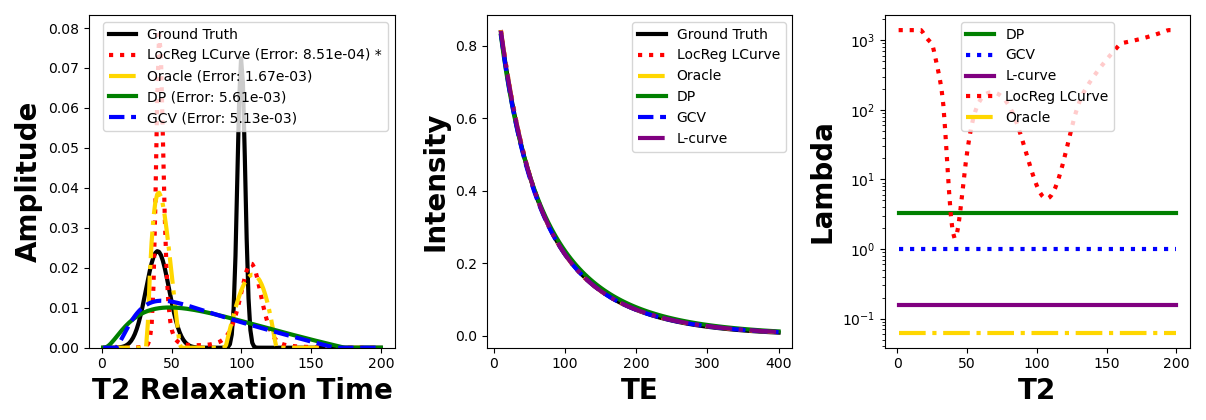 0.08
0.07
0.06
0.05
0.04
0.03
0.02
0.01
0.00
Amplitude
Ground Truth
LocReg LCurve (Error: 8.51e-04) *
Oracle (Error: 1.67e-03)
DP (Error: 5.61e-03)
GCV (Error: 5.13e-03)
0 50 100 150 200
T2 Relaxation Time
0.8
0.6
0.4
0.2
0.0
Intensity
Ground Truth
LocReg LCurve
Oracle
DP
GCV
L-curve
0 100 200 300 400
TE
10³
10²
10¹
10⁰
10⁻¹
Lambda
DP
GCV
L-curve
LocReg LCurve
Oracle
0 50 100 150 200
T2